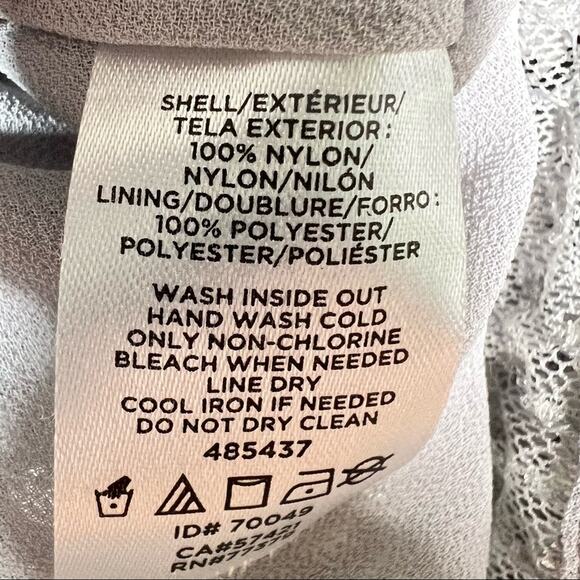 SHELL/EXTÉRIEUR/
TELA EXTERIOR:
100% NYLON/
NYLON/NILÓN
LINING/DOUBLURE/FORRO:
100% POLYESTER/
POLYESTER/POLIÉSTER
WASH INSIDE OUT
HAND WASH COLD
ONLY NON-CHLORINE
BLEACH WHEN NEEDED
LINE DRY
COOL IRON IF NEEDED
DO NOT DRY CLEAN
485437
ID# 70049
CA#57421